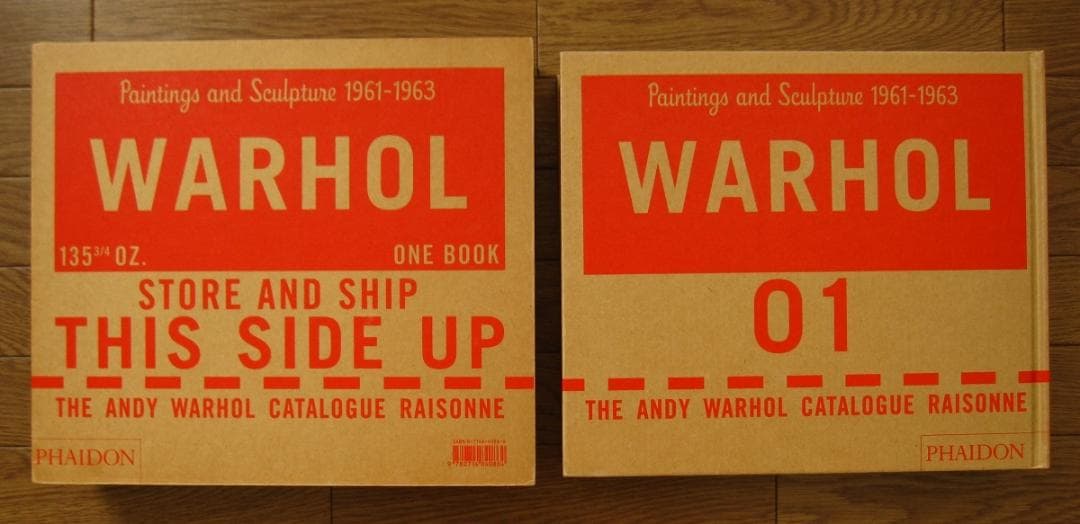 Paintings and Sculpture 1961-1963
WARHOL
135 3/4 OZ.
ONE BOOK
STORE AND SHIP
THIS SIDE UP
THE ANDY WARHOL CATALOGUE RAISONNE
PHAIDON
Paintings and Sculpture 1961-1963
WARHOL
01
THE ANDY WARHOL CATALOGUE RAISONNE
PHAIDON